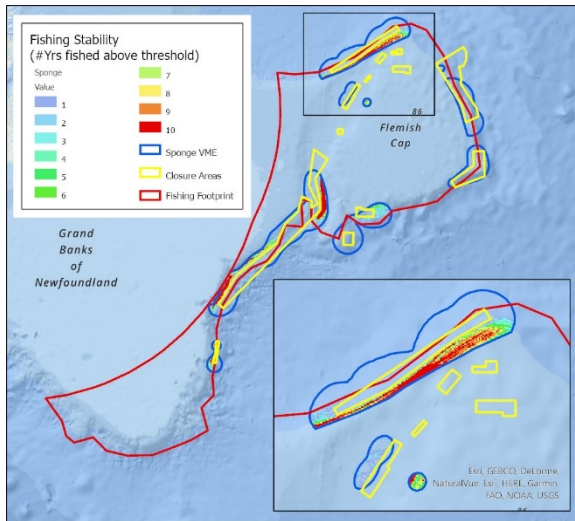 Fishing Stability
(#Yrs fished above threshold)
Sponge
Value
1
2
3
4
5
6
7
8
9
10
Sponge VME
Closure Areas
Fishing Footprint
86
Flemish
Cap
Grand
Banks
of
Newfoundland
Esri, GEBCO, DeLorme,
NaturalVue, Esri, HERE, Garmin,
FAO, NOAA, USGS
86